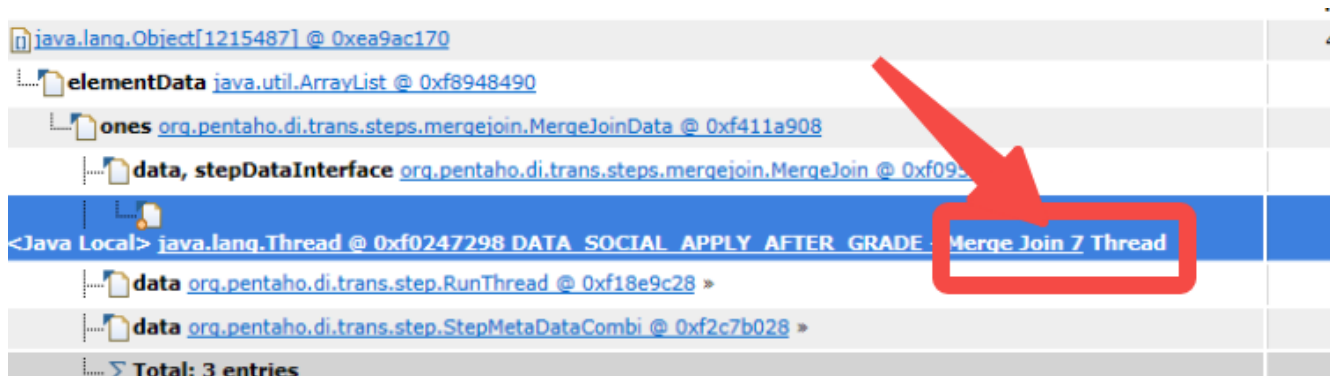 java.lang.Object[1215487] @ 0xea9ac170
elementData java.util.ArrayList @ 0xf8948490
ones org.pentaho.di.trans.steps.mergejoin.MergeJoinData @ 0xf411a908
data, stepDataInterface org.pentaho.di.trans.steps.mergejoin.MergeJoin @
<Java Local> java.lang.Thread @ 0xf0247298 DATA_SOCIAL_APPLY_AFTER_GRADE - Merge Join 7 Thread
data org.pentaho.di.trans.step.RunThread @ 0xf18e9c28 »
data org.pentaho.di.trans.step.StepMetaDataCombi @ 0xf2c7b028 »
Σ Total: 3 entries